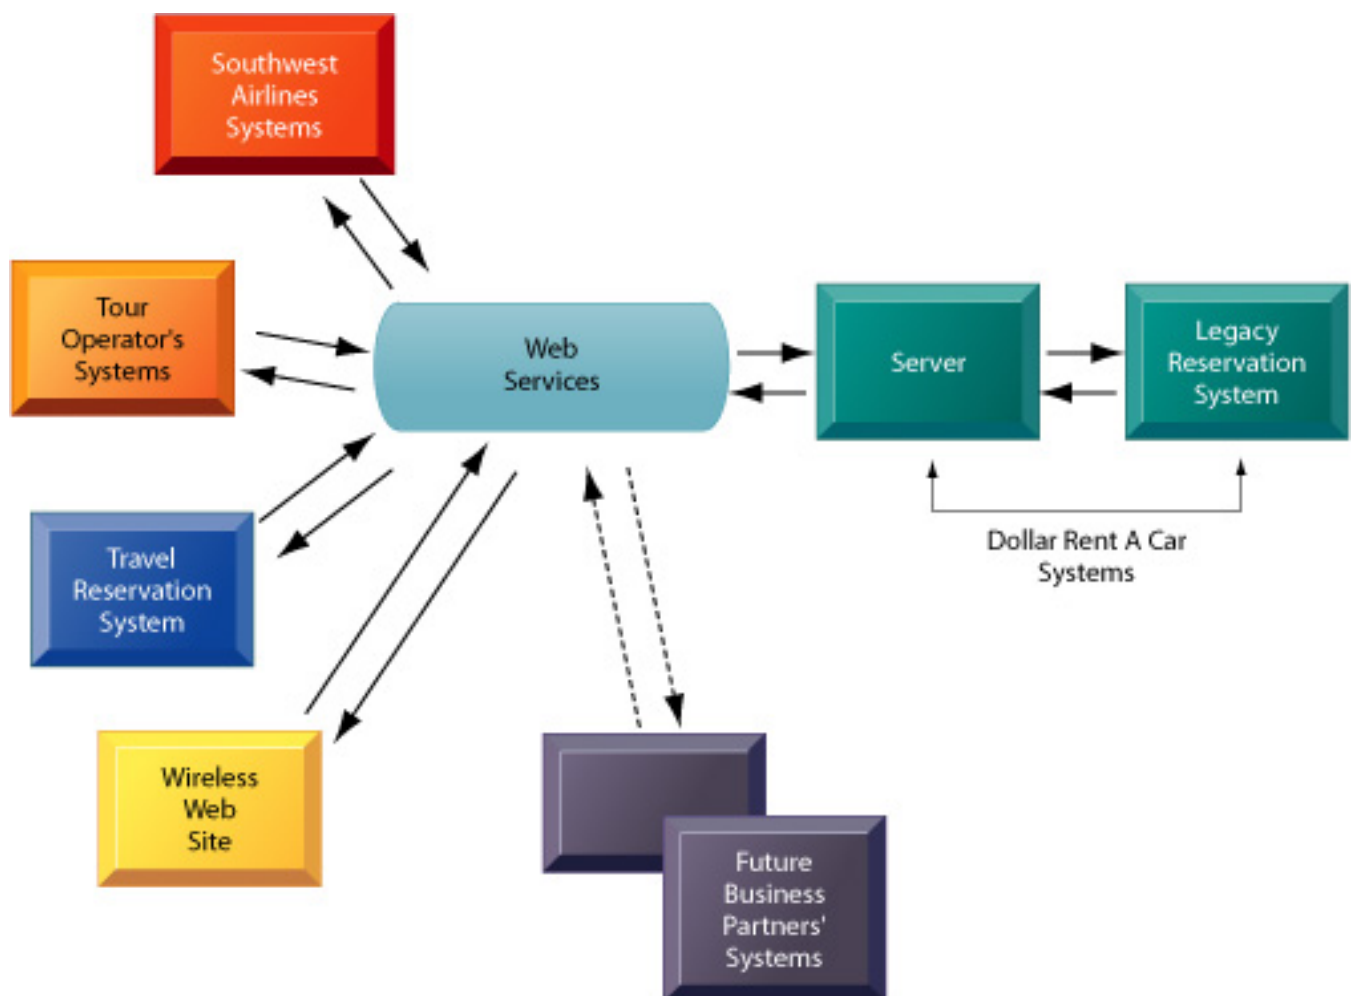 Southwest
Airlines
Systems
Tour
Operator's
Systems
Web
Services
Server
Legacy
Reservation
System
Dollar Rent A Car
Systems
Travel
Reservation
System
Wireless
Web
Site
Future
Business
Partners'
Systems